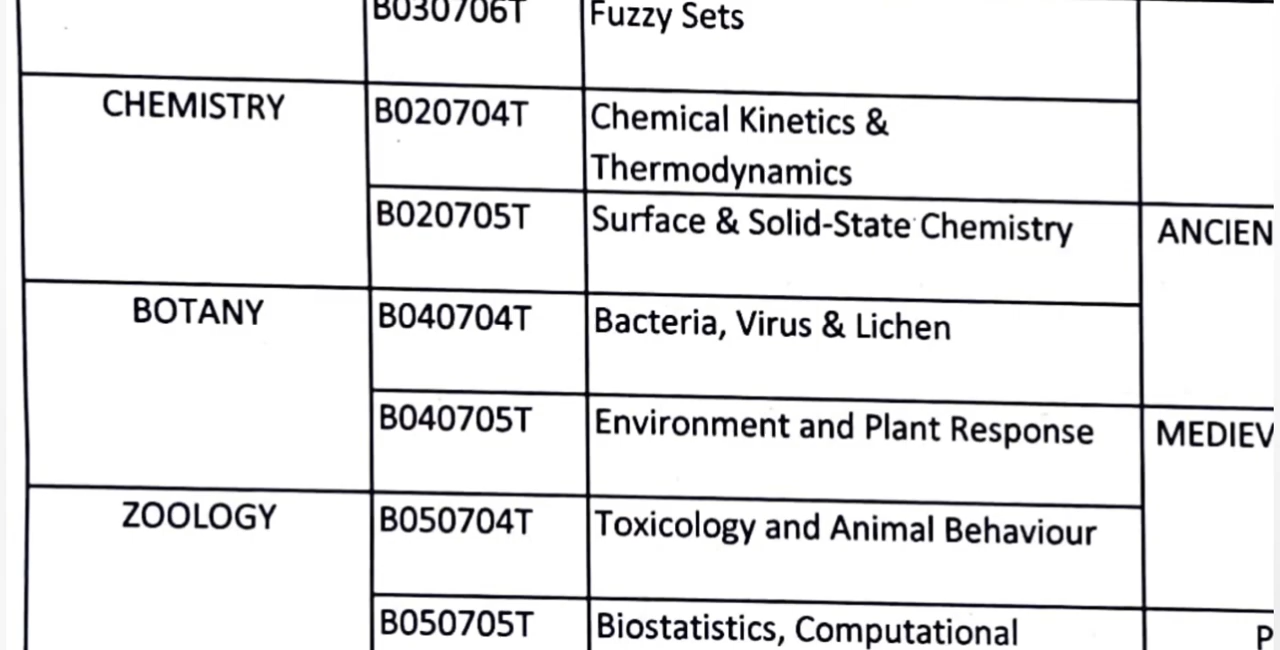 B030706T Fuzzy Sets
CHEMISTRY B020704T Chemical Kinetics &
Thermodynamics
B020705T Surface & Solid-State Chemistry ANCIEN
BOTANY B040704T Bacteria, Virus & Lichen
B040705T Environment and Plant Response MEDIEV
ZOOLOGY B050704T Toxicology and Animal Behaviour
B050705T Biostatistics, Computational P